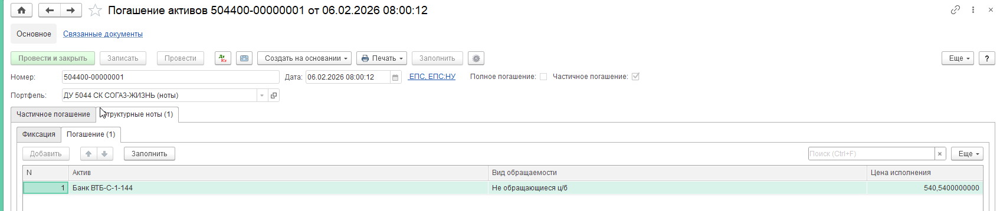 Погашение активов 504400-00000001 от 06.02.2026 08:00:12
Основное Связанные документы
Провести и закрыть Записать Провести Дт Кт Создать на основании Печать Заполнить Еще ?
Номер: 504400-00000001 Дата: 06.02.2026 08:00:12 ЕПС, ЕПС:НУ Полное погашение: Частичное погашение:
Портфель: ДУ 5044 СК СОГАЗ-ЖИЗНЬ (ноты)
Частичное погашение труктурные ноты (1)
Фиксация Погашение (1)
Добавить Заполнить Поиск (Ctrl+F) × Еще
N Актив Вид обращаемости Цена исполнения
1 Банк ВТБ-С-1-144 Не обращающиеся ц/б 540,5400000000